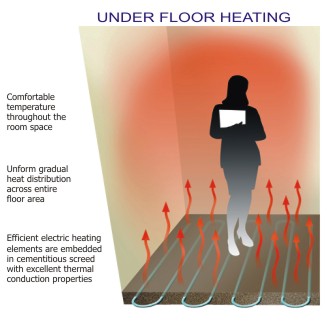 UNDER FLOOR HEATING
Comfortable
temperature
throughout the
room space
Unform gradual
heat distribution
across entire
floor area
Efficient electric heating
elements are embedded
in cementitious screed
with excellent thermal
conduction properties